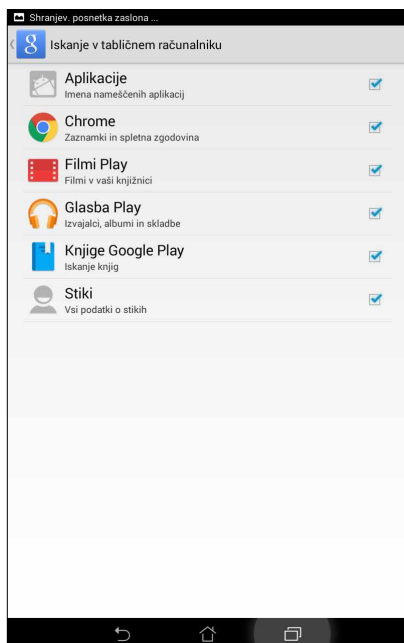 Shranjev. posnetka zaslona ...
Iskanje v tabličnem računalniku
Aplikacije
Imena nameščenih aplikacij
Chrome
Zaznamki in spletna zgodovina
Filmi Play
Filmi v vaši knjižnici
Glasba Play
Izvajalci, albumi in skladbe
Knjige Google Play
Iskanje knjig
Stiki
Vsi podatki o stikih